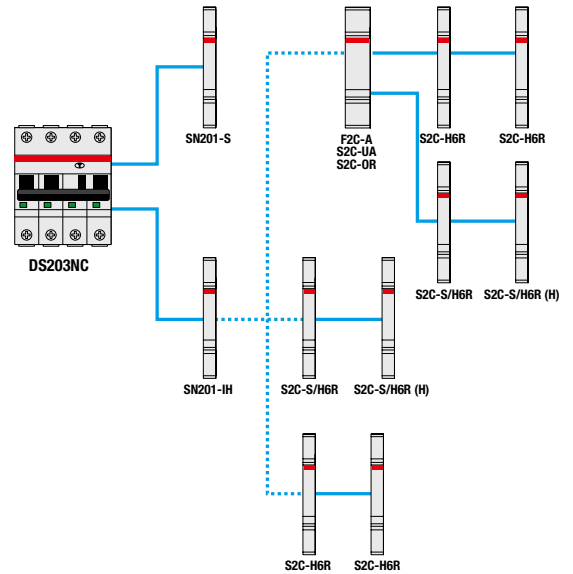 SN201-S
F2C-A
S2C-UA
S2C-OR
S2C-H6R
S2C-H6R
DS203NC
S2C-S/H6R
S2C-S/H6R (H)
SN201-IH
S2C-S/H6R
S2C-S/H6R (H)
S2C-H6R
S2C-H6R